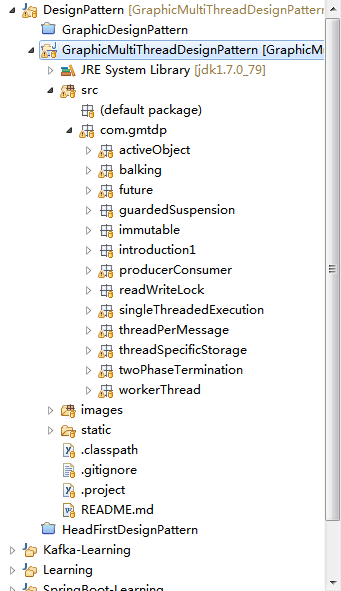 DesignPattern [GraphicMultiThreadDesignPattern
GraphicDesignPattern
GraphicMultiThreadDesignPattern [GraphicMu
JRE System Library [jdk1.7.0_79]
src
(default package)
com.gmtdp
activeObject
balking
future
guardedSuspension
immutable
introduction1
producerConsumer
readWriteLock
singleThreadedExecution
threadPerMessage
threadSpecificStorage
twoPhaseTermination
workerThread
images
static
.classpath
.gitignore
.project
README.md
HeadFirstDesignPattern
Kafka-Learning
Learning
SpringBoot-Learning